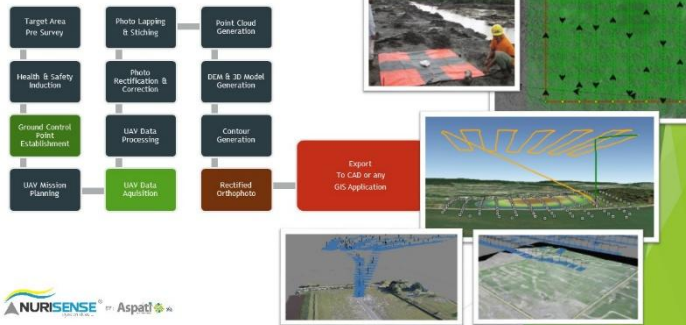 Target Area
Pre Survey
Health & Safety
Induction
Ground Control
Point
Establishment
UAV Mission
Planning
UAV Data
Aquisition
UAV Data
Processing
Photo
Rectification &
Correction
Photo Lapping
& Stiching
Point Cloud
Generation
DEM & 3D Model
Generation
Contour
Generation
Rectified
Orthophoto
Export
To CAD or any
GIS Application
NURISENSE
Aspati